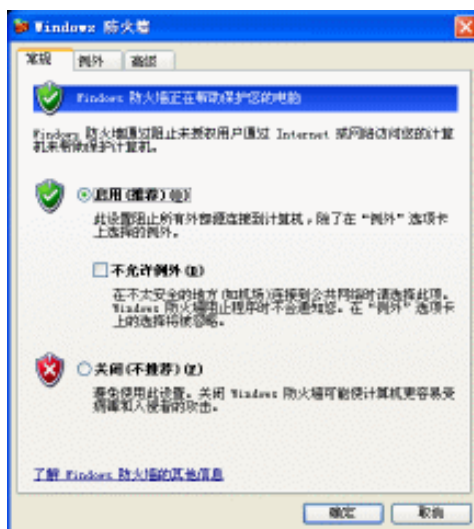 Windows 防火墙
常规 例外 高级
Windows 防火墙正在帮助保护您的电脑
Windows 防火墙通过阻止未授权用户通过 Internet 或网络访问您的计算
机来帮助保护计算机。
启用(推荐)(O)
此设置阻止所有外部源连接到计算机，除了在“例外”选项卡
上选择的例外。
不允许例外(D)
在不太安全的地方(如机场)连接到公共网络时请选择此项。
Windows 防火墙阻止程序时不会通知您。在“例外”选项卡
上的选择将被忽略。
关闭(不推荐)(F)
避免使用此设置。关闭 Windows 防火墙可能使计算机更容易受
病毒和入侵者的攻击。
了解 Windows 防火墙的其他信息
确定 取消